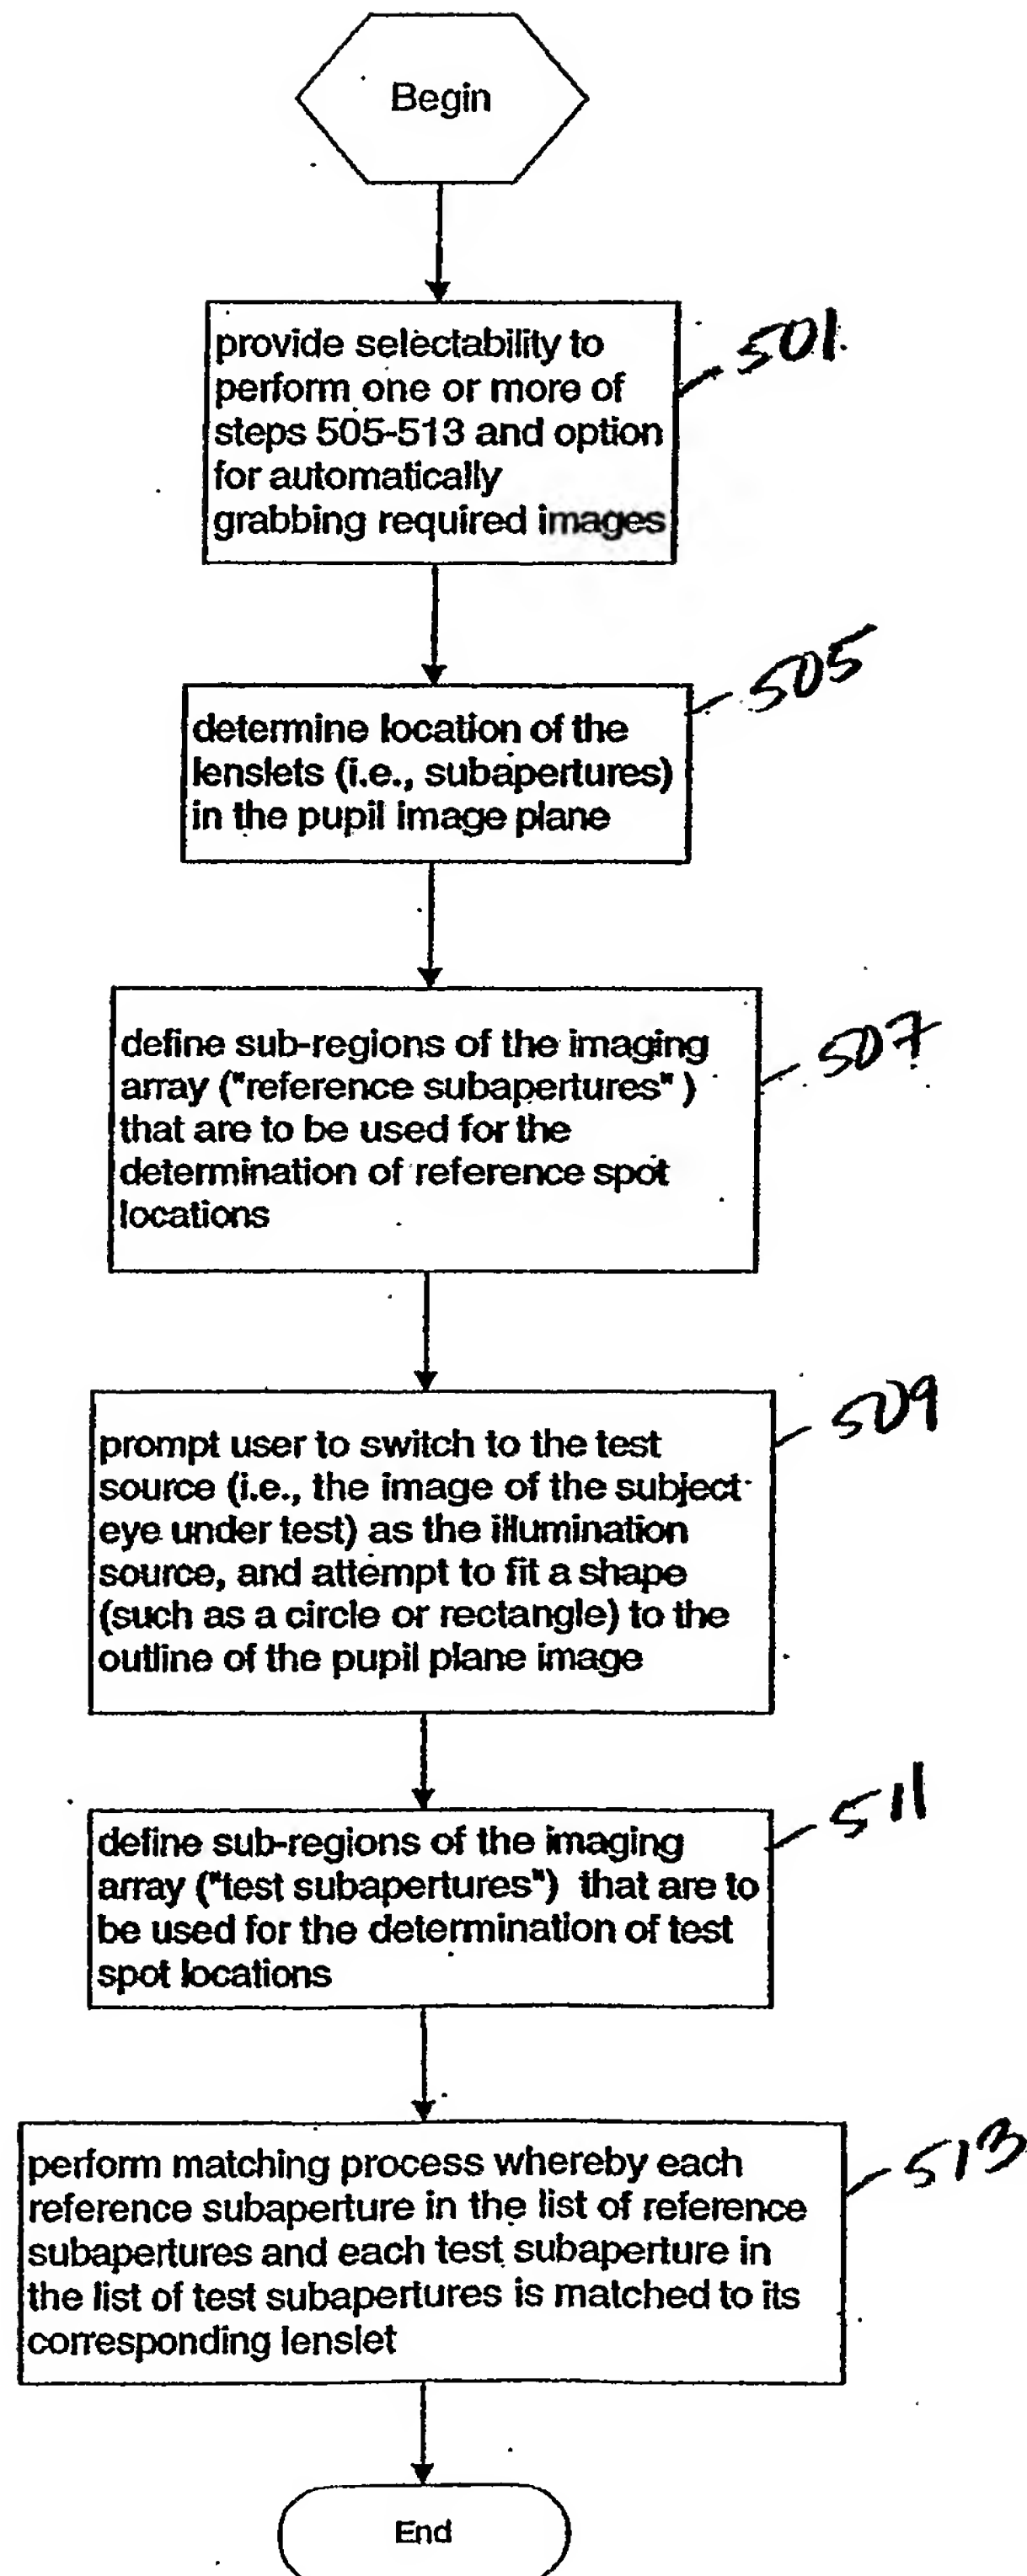 Begin
provide selectability to
perform one or more of
steps 505-513 and option
for automatically
grabbing required images
501
determine location of the
lenslets (i.e., subapertures)
in the pupil image plane
505
define sub-regions of the imaging
array ("reference subapertures" )
that are to be used for the
determination of reference spot
locations
507
prompt user to switch to the test
source (i.e., the image of the subject
eye under test) as the illumination
source, and attempt to fit a shape
(such as a circle or rectangle) to the
outline of the pupil plane image
509
define sub-regions of the imaging
array ("test subapertures") that are to
be used for the determination of test
spot locations
511
perform matching process whereby each
reference subaperture in the list of reference
subapertures and each test subaperture in
the list of test subapertures is matched to its
corresponding lenslet
513
End